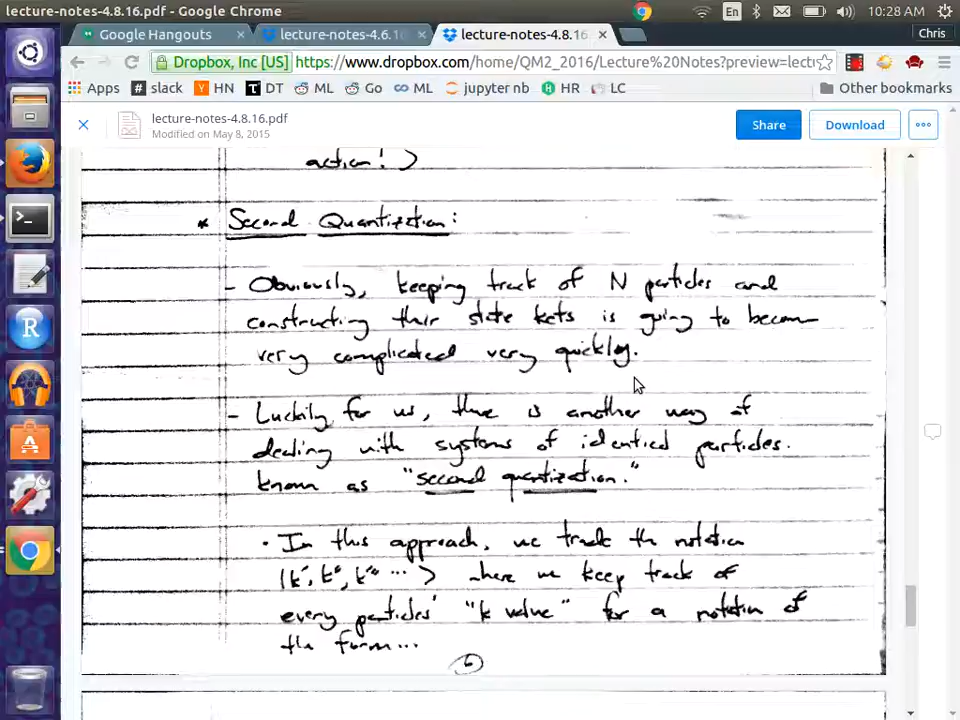 lecture-notes-4.8.16.pdf - Google Chrome
En
10:28 AM
Google Hangouts
lecture-notes-4.6.16
lecture-notes-4.8.16.
Chris
Dropbox, Inc [US]
https://www.dropbox.com/home/QM2_2016/Lecture%20Notes?preview=lectu
Apps
slack
HN
DT
ML
Go
ML
jupyter nb
HR
LC
Other bookmarks
lecture-notes-4.8.16.pdf
Modified on May 8, 2015
Share
Download
action!)
* Second Quantization:
- Obviously, keeping track of N particles and
constructing their state kets is going to become
very complicated very quickly.
- Luckily for us, there is another way of
dealing with systems of identical particles
known as "second quantization."
• In this approach, we trade the notation
|k', k'', k''' ...> where we keep track of
every particles' "k value" for a notation of
the form...
6